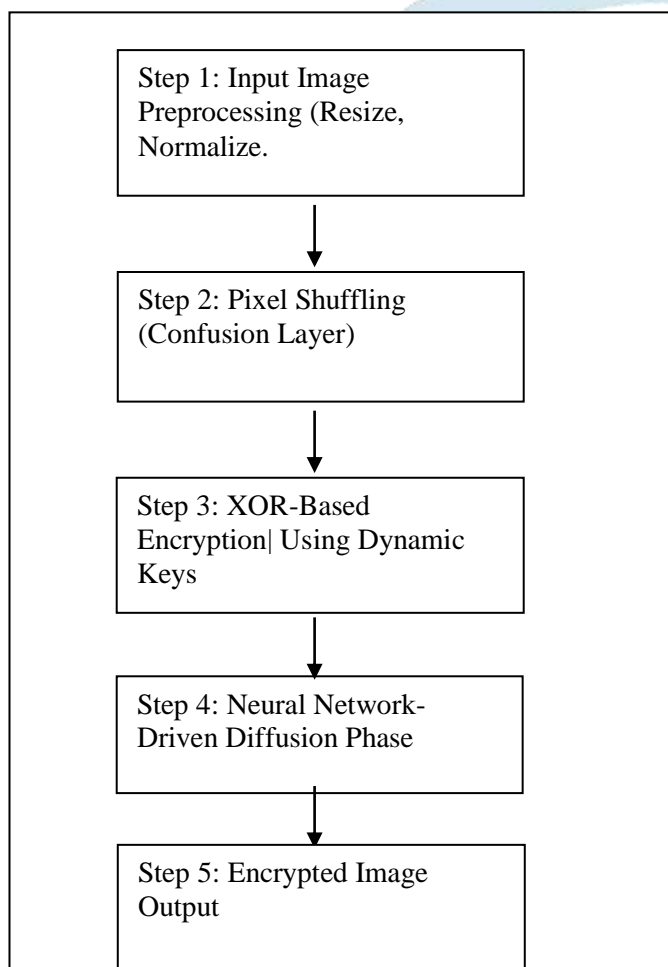 Step 1: Input Image
Preprocessing (Resize,
Normalize.
Step 2: Pixel Shuffling
(Confusion Layer)
Step 3: XOR-Based
Encryption| Using Dynamic
Keys
Step 4: Neural Network-
Driven Diffusion Phase
Step 5: Encrypted Image
Output